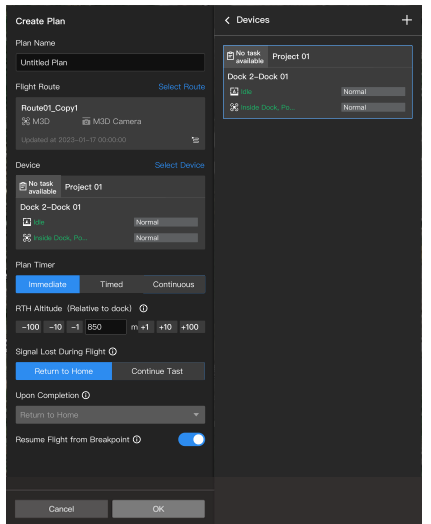 Create Plan
Plan Name
Untitled Plan
Flight Route
Select Route
Route01_Copy1
M3D
M3D Camera
Updated at 2023-01-17 00:00:00
Device
Select Device
No task available
Project 01
Dock 2-Dock 01
Idle
Normal
Inside Dock, Po...
Normal
Plan Timer
Immediate
Timed
Continuous
RTH Altitude (Relative to dock)
-100
-10
-1
850
m
+1
+10
+100
Signal Lost During Flight
Return to Home
Continue Tast
Upon Completion
Return to Home
Resume Flight from Breakpoint
Cancel
OK
Devices
No task available
Project 01
Dock 2-Dock 01
Idle
Normal
Inside Dock, Po...
Normal